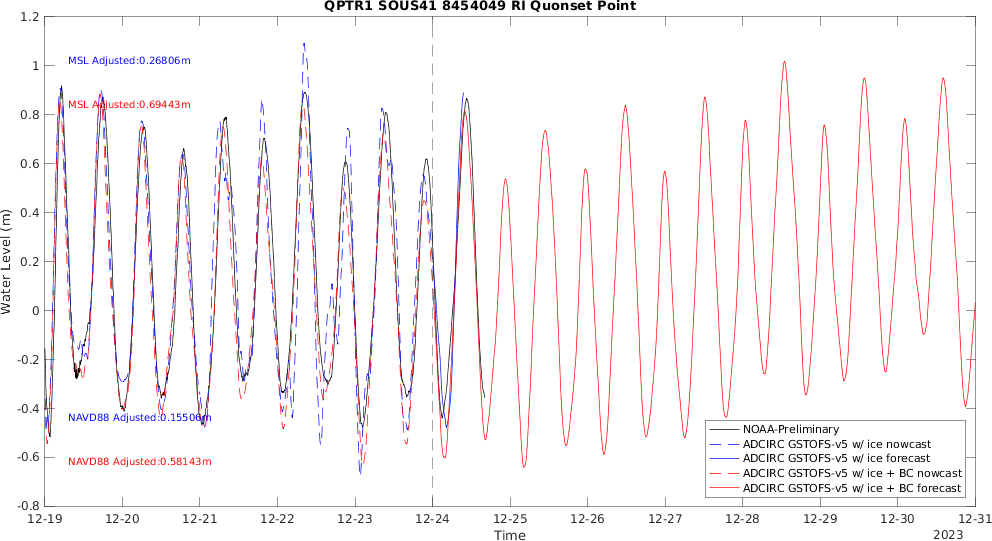 QPTR1 SOUS41 8454049 RI Quonset Point
Water Level (m)
1.2
1
0.8
0.6
0.4
0.2
0
-0.2
-0.4
-0.6
-0.8
MSL Adjusted:0.26806m
MSL Adjusted:0.69443m
NAVD88 Adjusted:0.15506m
NAVD88 Adjusted:0.58143m
NOAA-Preliminary
ADCIRC GSTOFS-v5 w/ ice nowcast
ADCIRC GSTOFS-v5 w/ ice forecast
ADCIRC GSTOFS-v5 w/ ice + BC nowcast
ADCIRC GSTOFS-v5 w/ ice + BC forecast
12-19 12-20 12-21 12-22 12-23 12-24 12-25 12-26 12-27 12-28 12-29 12-30 12-31
Time
2023